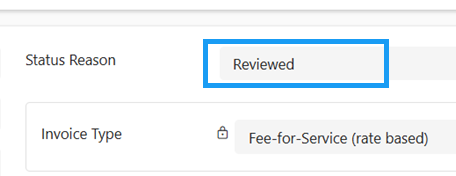 Status Reason
Reviewed
Invoice Type
Fee-for-Service (rate based)